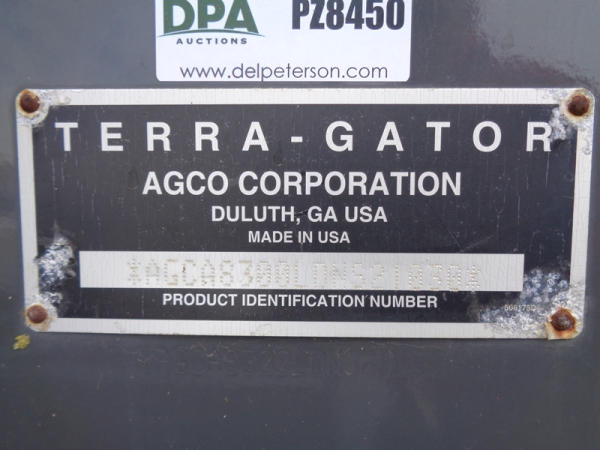 DPA PZ8450
AUCTIONS
www.delpeterson.com
TERRA-GATOR
AGCO CORPORATION
DULUTH, GA USA
MADE IN USA
PRODUCT IDENTIFICATION NUMBER